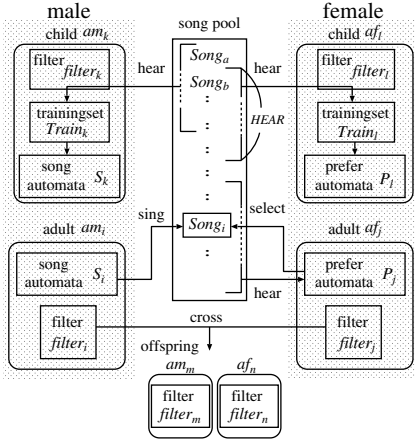 male
song pool
female
child am_k
child af_l
filter
filter_k
hear
Song_a
Song_b
hear
filter
filter_l
trainingset
Train_k
HEAR
trainingset
Train_l
song
automata S_k
prefer
automata P_l
adult am_i
sing
Song_i
select
adult af_j
song
automata S_i
prefer
automata P_j
hear
filter
filter_i
cross
filter
filter_j
offspring
am_m
af_n
filter
filter_m
filter
filter_n